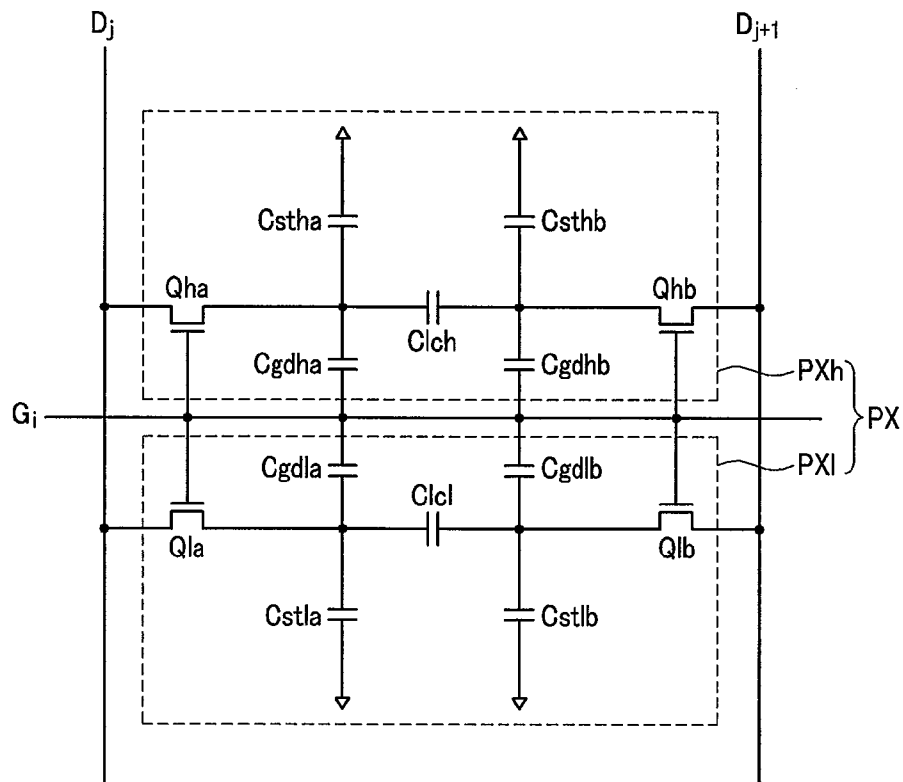 Dj Dj+1
Cstha Csthb
Qha Qhb
Clch
Cgdha Cgdhb
PXh
Gi PX
Cgdla Cgdlb
PXl
Clcl
Qla Qlb
Cstla Cstlb